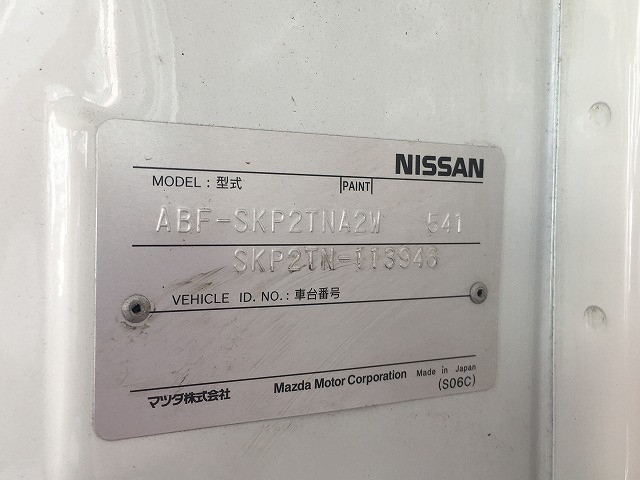 NISSAN
MODEL : 型式 PAINT
ABF-SKP2TNA2W 541
SKP2TN-113946
VEHICLE ID. NO. : 車台番号
マツダ株式会社 Mazda Motor Corporation Made in Japan
(S06C)